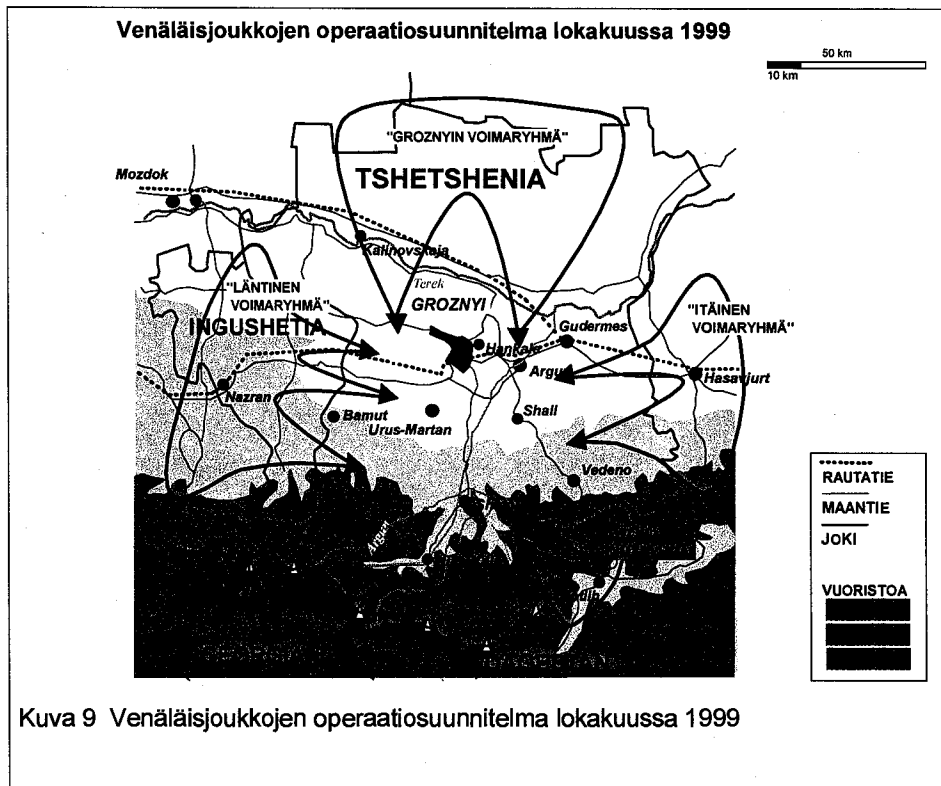 Venäläisjoukkojen operaatiosuunnitelma lokakuussa 1999
50 km
10 km
"GROZNYIN VOIMARYHMÄ"
TSHETSHENIA
Mozdok
Kalinovskaja
Terek
"LÄNTINEN
VOIMARYHMÄ"
GROZNYI
"ITÄINEN
VOIMARYHMÄ"
INGUSHETIA
Gudermes
Hankala
Argun
Hasavjurt
Nazran
Bamut
Urus-Martan
Shali
Vedeno
Argun
RAUTATIE
MAANTIE
JOKI
VUORISTOA
Kuva 9 Venäläisjoukkojen operaatiosuunnitelma lokakuussa 1999